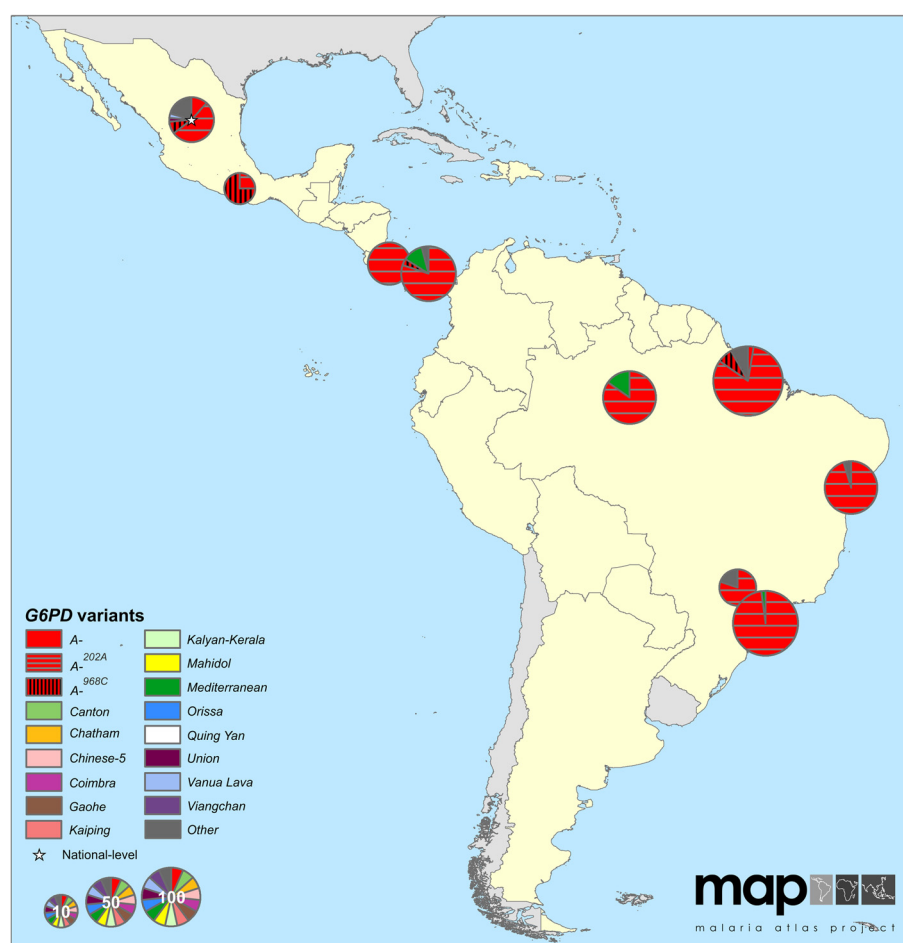 G6PD variants
A-
A-202A
A-968C
Canton
Chatham
Chinese-5
Coimbra
Gaohe
Kaiping
Kalyan-Kerala
Mahidol
Mediterranean
Orissa
Quing Yan
Union
Vanua Lava
Viangchan
Other
National-level
10
50
100
map
malaria atlas project